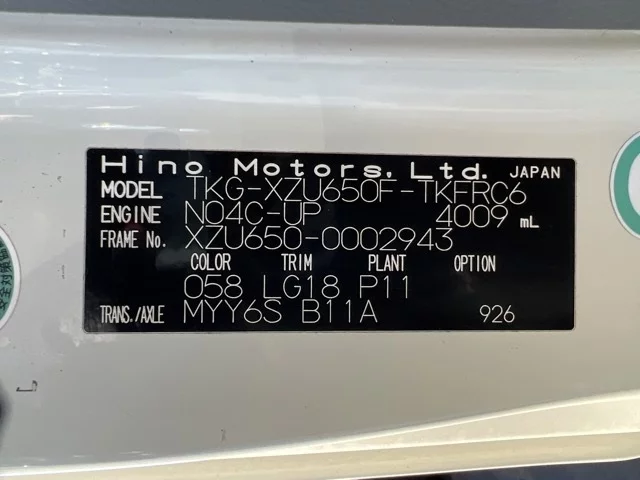 Hino Motors, Ltd. JAPAN
MODEL TKG-XZU650F-TKFRC6
ENGINE N04C-UP 4009 mL
FRAME No. XZU650-0002943
COLOR TRIM PLANT OPTION
058 LG18 P11
TRANS./AXLE MYY6S B11A 926